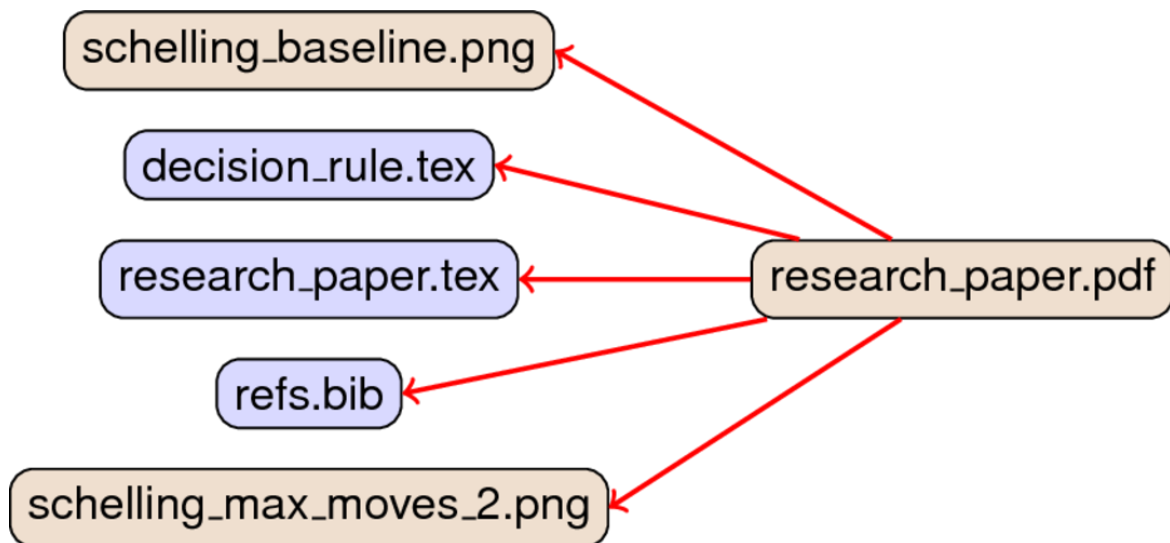 schelling_baseline.png
decision_rule.tex
research_paper.tex
research_paper.pdf
refs.bib
schelling_max_moves_2.png